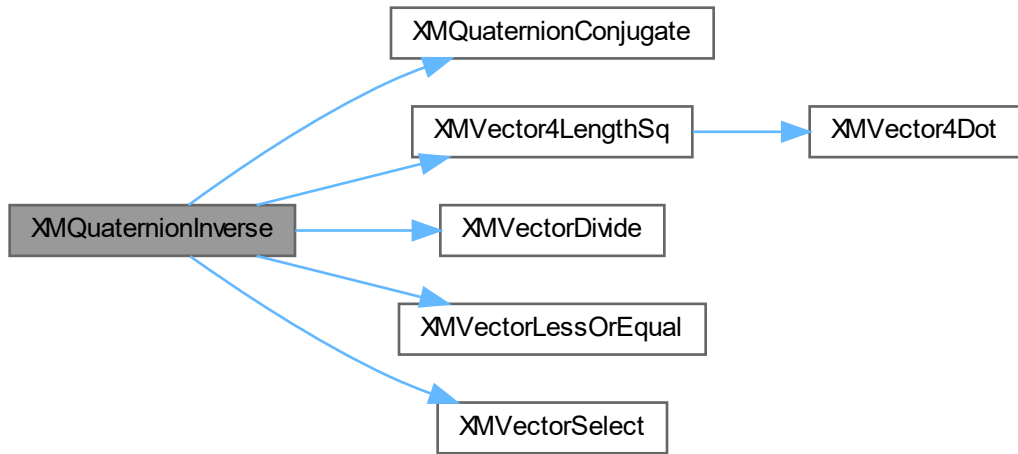 XMQuaternionConjugate
XMVector4LengthSq
XMVector4Dot
XMQuaternionInverse
XMVectorDivide
XMVectorLessOrEqual
XMVectorSelect